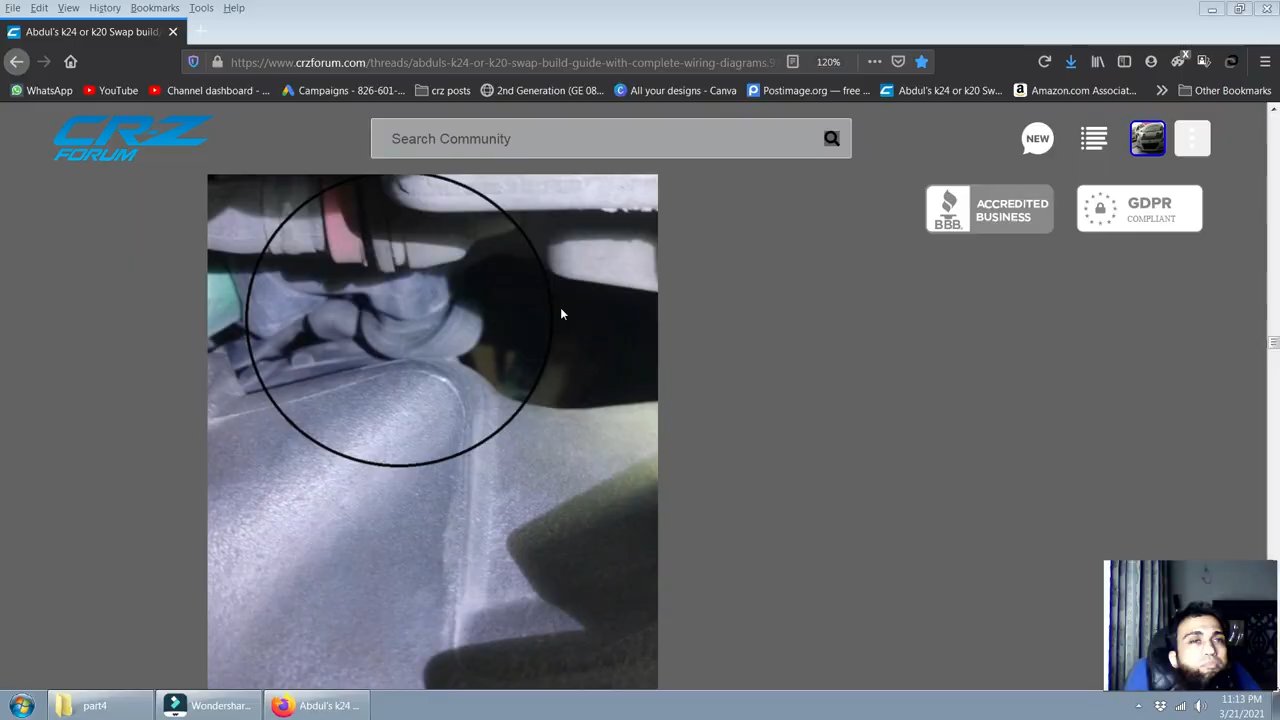 File Edit View History Bookmarks Tools Help
Abdul's k24 or k20 Swap build
https://www.crzforum.com/threads/abduls-k24-or-k20-swap-build-guide-with-complete-wiring-diagrams.9
120%
WhatsApp YouTube Channel dashboard - ... Campaigns - 826-601-... crz posts 2nd Generation (GE 08... All your designs - Canva Postimage.org — free ... Abdul's k24 or k20 Sw... Amazon.com Associat... Other Bookmarks
CR-Z
FORUM
Search Community
NEW
BBB.
ACCREDITED
BUSINESS
GDPR
COMPLIANT
part4 Wondershar... Abdul's k24 ...
11:13 PM
3/21/2021